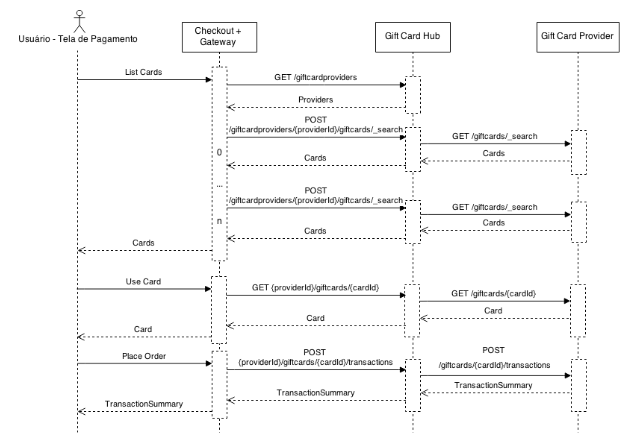 Usuário - Tela de Pagamento
Checkout +
Gateway
Gift Card Hub
Gift Card Provider
List Cards
GET /giftcardproviders
Providers
POST
/giftcardproviders/{providerId}/giftcards/_search
GET /giftcards/_search
0
Cards
Cards
...
POST
/giftcardproviders/{providerId}/giftcards/_search
GET /giftcards/_search
n
Cards
Cards
Cards
Use Card
GET {providerId}/giftcards/{cardId}
GET /giftcards/{cardId}
Card
Card
Card
Place Order
POST
{providerId}/giftcards/{cardId}/transactions
POST
/giftcards/{cardId}/transactions
TransactionSummary
TransactionSummary
TransactionSummary